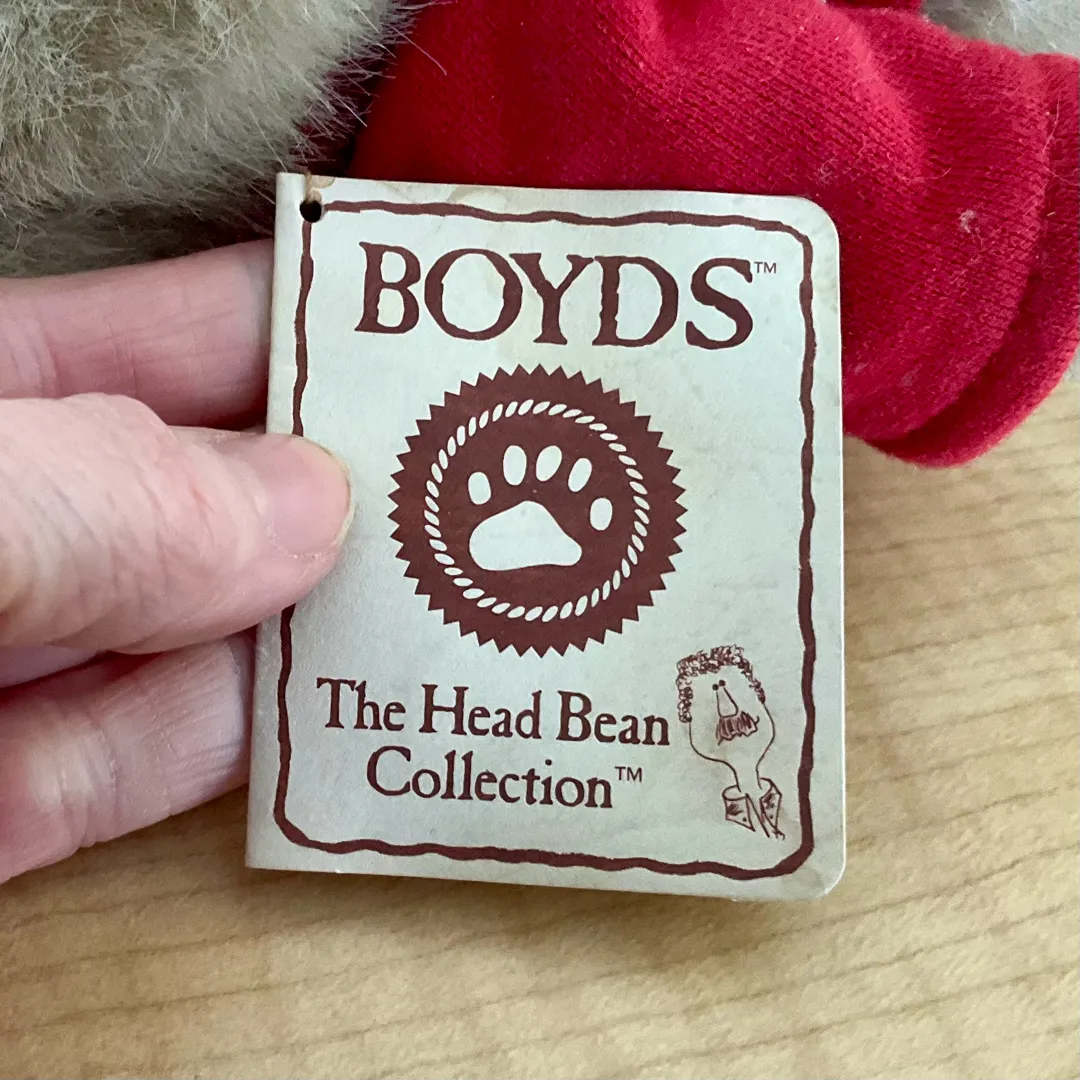 BOYDS™
The Head Bean
Collection™